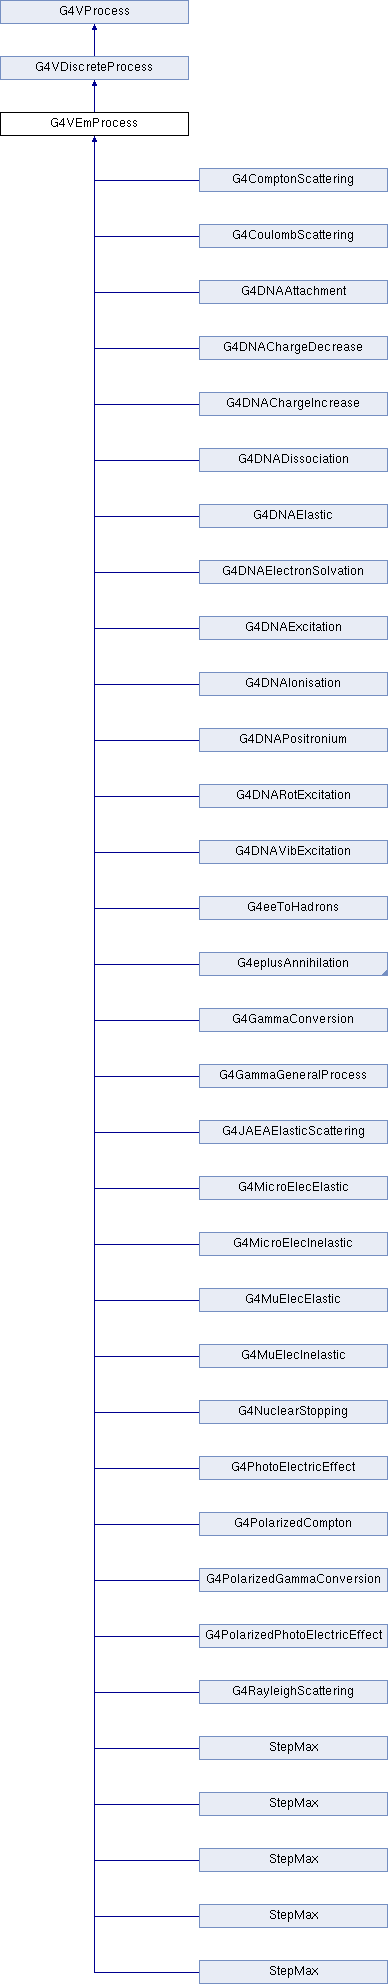 G4VProcess
G4VDiscreteProcess
G4VEmProcess
G4ComptonScattering
G4CoulombScattering
G4DNAAttachment
G4DNAChargeDecrease
G4DNAChargeIncrease
G4DNADissociation
G4DNAElastic
G4DNAElectronSolvation
G4DNAExcitation
G4DNAIonisation
G4DNAPositronium
G4DNARotExcitation
G4DNAVibExcitation
G4eeToHadrons
G4eplusAnnihilation
G4GammaConversion
G4GammaGeneralProcess
G4JAEAElasticScattering
G4MicroElecElastic
G4MicroElecInelastic
G4MuElecElastic
G4MuElecInelastic
G4NuclearStopping
G4PhotoElectricEffect
G4PolarizedCompton
G4PolarizedGammaConversion
G4PolarizedPhotoElectricEffect
G4RayleighScattering
StepMax
StepMax
StepMax
StepMax
StepMax